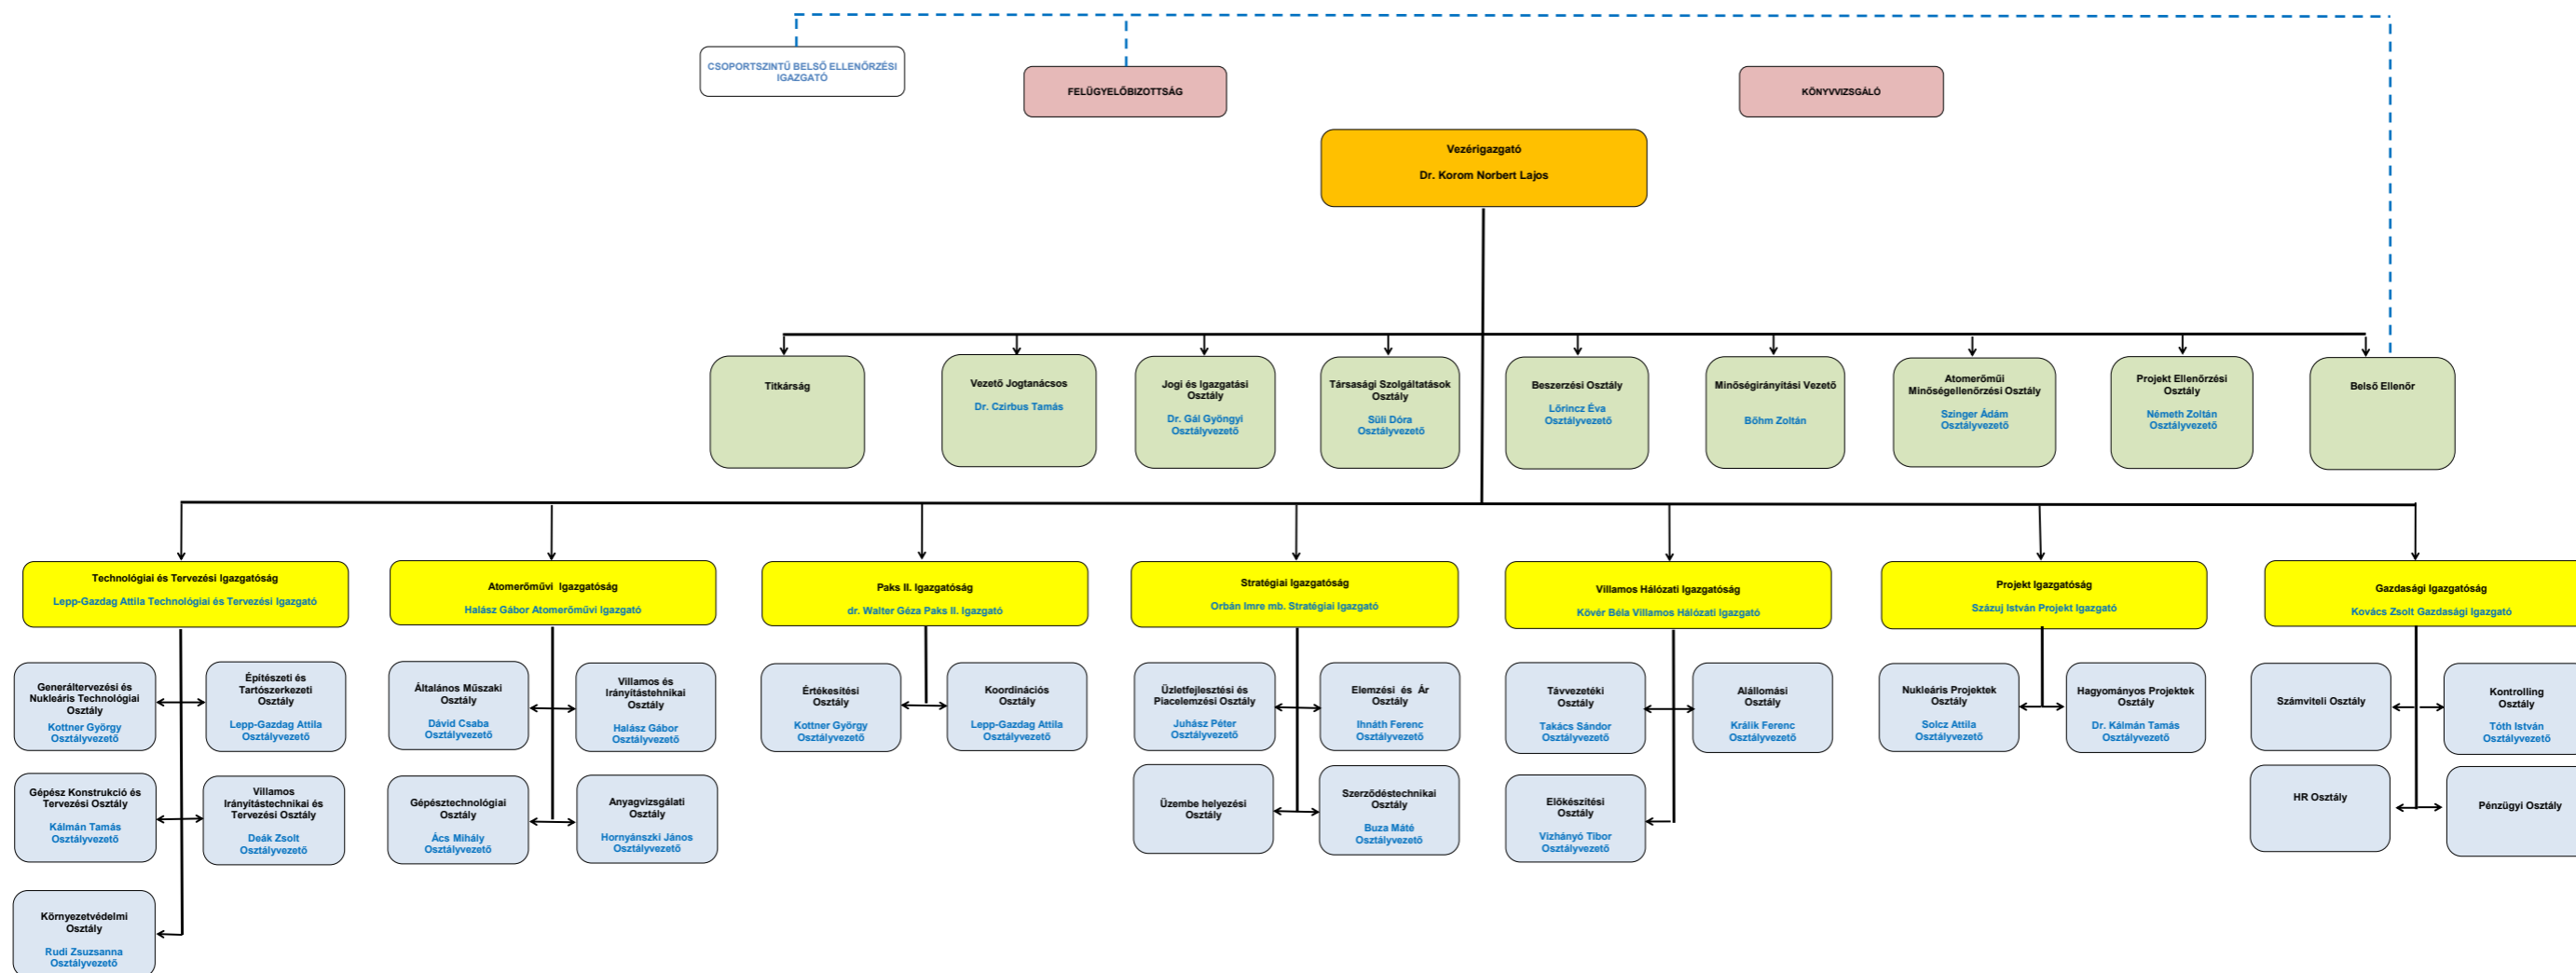 CSOPORTSZINTŰ BELSŐ ELLENŐRZÉSI
IGAZGATÓ
FELÜGYELŐBIZOTTSÁG
KÖNYVVIZSGÁLÓ
Vezérigazgató
Dr. Korom Norbert Lajos
Titkárság
Vezető Jogtanácsos
Dr. Czirbus Tamás
Jogi és Igazgatási
Osztály
Dr. Gál Gyöngyi
Osztályvezető
Társasági Szolgáltatások
Osztály
Süli Dóra
Osztályvezető
Beszerzési Osztály
Lőrincz Éva
Osztályvezető
Minőségirányítási Vezető
Bőhm Zoltán
Atomerőműi
Minőségellenőrzési Osztály
Szinger Ádám
Osztályvezető
Projekt Ellenőrzési
Osztály
Németh Zoltán
Osztályvezető
Belső Ellenőr
Technológiai és Tervezési Igazgatóság
Lepp-Gazdag Attila Technológiai és Tervezési Igazgató
Atomerőművi Igazgatóság
Halász Gábor Atomerőművi Igazgató
Paks II. Igazgatóság
dr. Walter Géza Paks II. Igazgató
Stratégiai Igazgatóság
Orbán Imre mb. Stratégiai Igazgató
Villamos Hálózati Igazgatóság
Kövér Béla Villamos Hálózati Igazgató
Projekt Igazgatóság
Százuj István Projekt Igazgató
Gazdasági Igazgatóság
Kovács Zsolt Gazdasági Igazgató
Generáltervezési és
Nukleáris Technológiai
Osztály
Kottner György
Osztályvezető
Építészeti és
Tartószerkezeti
Osztály
Lepp-Gazdag Attila
Osztályvezető
Általános Műszaki
Osztály
Dávid Csaba
Osztályvezető
Villamos és
Irányítástehnikai
Osztály
Halász Gábor
Osztályvezető
Értékesítési
Osztály
Kottner György
Osztályvezető
Koordinációs
Osztály
Lepp-Gazdag Attila
Osztályvezető
Üzletfejlesztési és
Piacelemzési Osztály
Juhász Péter
Osztályvezető
Elemzési és Ár
Osztály
Ihnáth Ferenc
Osztályvezető
Távvezetéki
Osztály
Takács Sándor
Osztályvezető
Alállomási
Osztály
Králik Ferenc
Osztályvezető
Nukleáris Projektek
Osztály
Solcz Attila
Osztályvezető
Hagyományos Projektek
Osztály
Dr. Kálmán Tamás
Osztályvezető
Számviteli Osztály
Kontrolling
Osztály
Tóth István
Osztályvezető
Gépész Konstrukció és
Tervezési Osztály
Kálmán Tamás
Osztályvezető
Villamos
Irányítástechnikai és
Tervezési Osztály
Deák Zsolt
Osztályvezető
Gépésztechnológiai
Osztály
Ács Mihály
Osztályvezető
Anyagvizsgálati
Osztály
Hornyánszki János
Osztályvezető
Üzembe helyezési
Osztály
Szerződéstechnikai
Osztály
Buza Máté
Osztályvezető
Előkészítési
Osztály
Vizhányó Tibor
Osztályvezető
HR Osztály
Pénzügyi Osztály
Környezetvédelmi
Osztály
Rudi Zsuzsanna
Osztályvezető